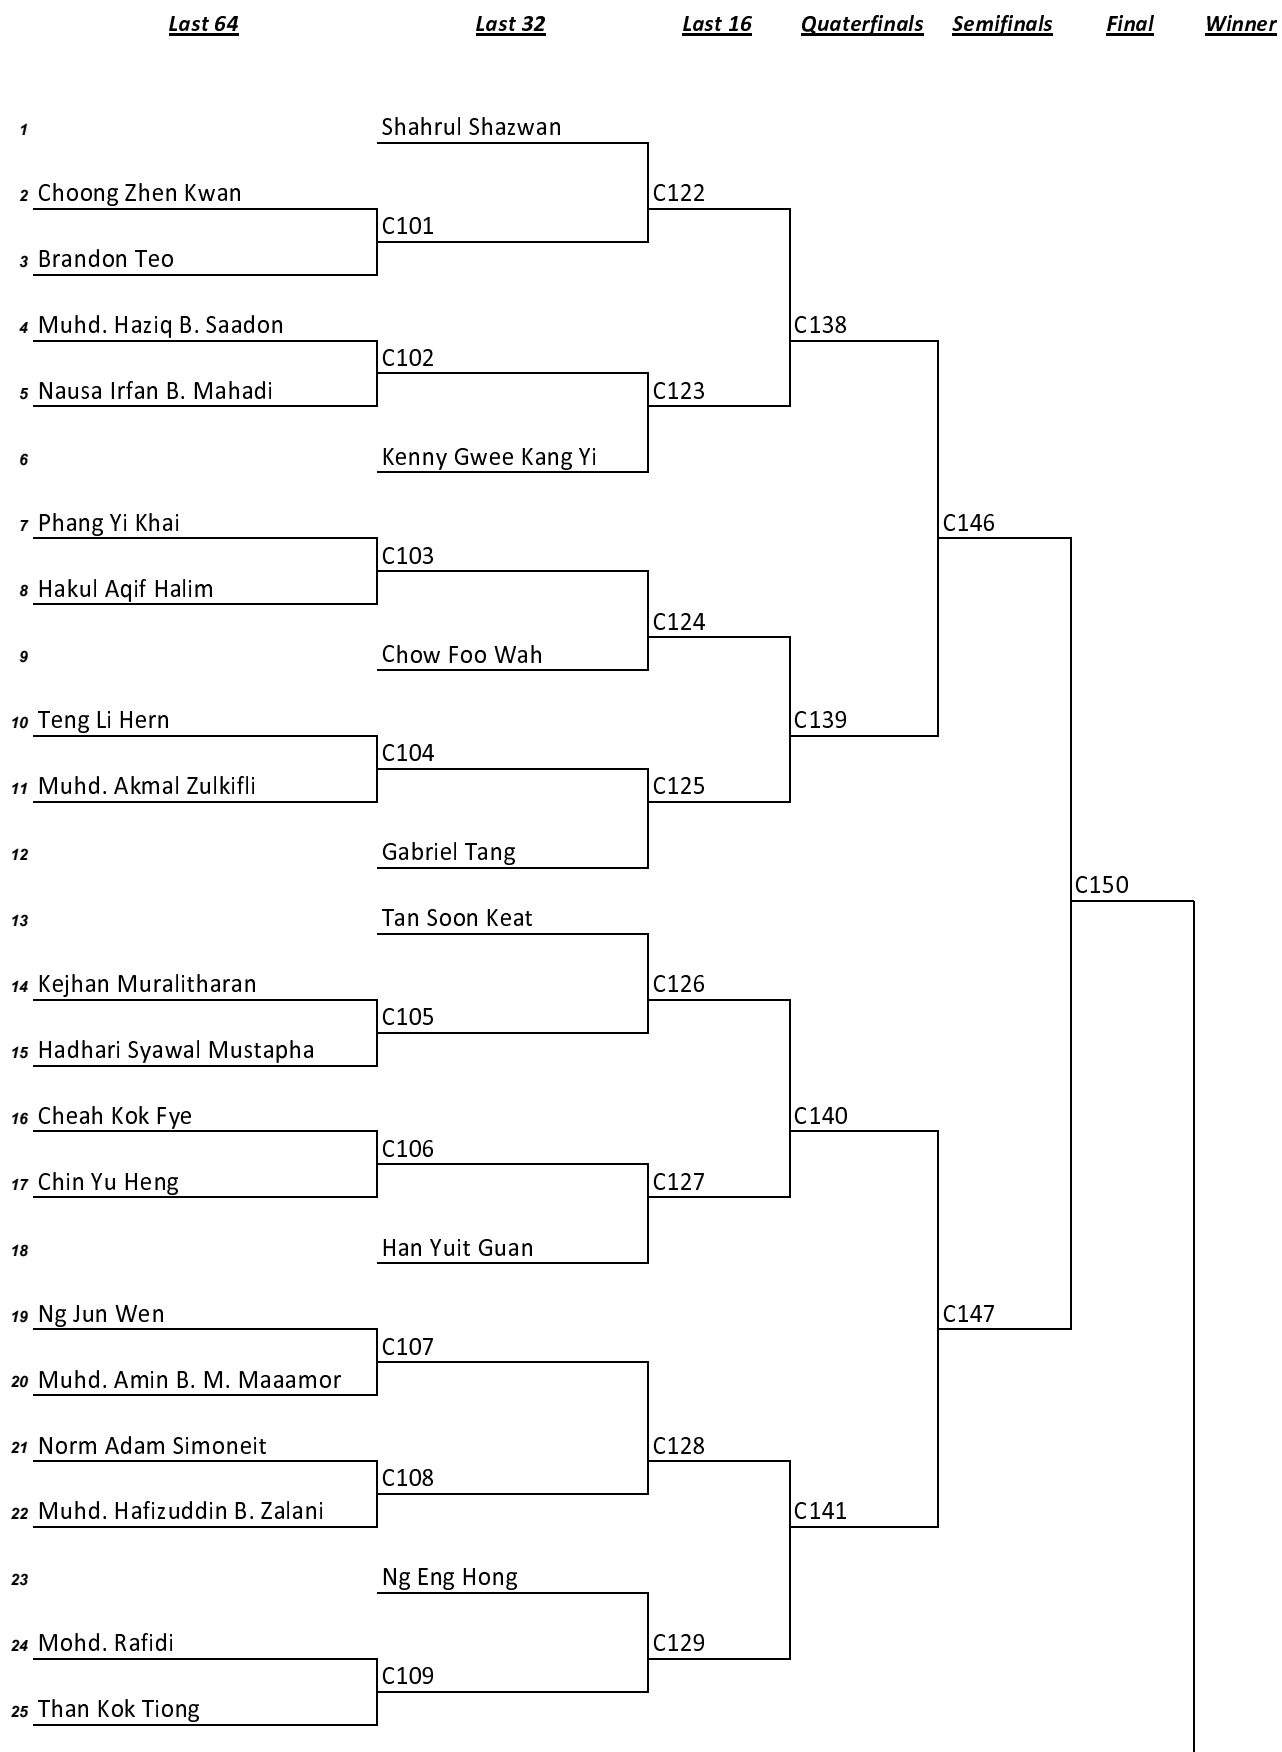 Last 64 Last 32 Last 16 Quaterfinals Semifinals Final Winner
1 Shahrul Shazwan
2 Choong Zhen Kwan C122
C101
3 Brandon Teo
4 Muhd. Haziq B. Saadon C138
C102
5 Nausa Irfan B. Mahadi C123
6 Kenny Gwee Kang Yi
7 Phang Yi Khai C146
C103
8 Hakul Aqif Halim
C124
9 Chow Foo Wah
10 Teng Li Hern C139
C104
11 Muhd. Akmal Zulkifli C125
12 Gabriel Tang
C150
13 Tan Soon Keat
14 Kejhan Muralitharan C126
C105
15 Hadhari Syawal Mustapha
16 Cheah Kok Fye C140
C106
17 Chin Yu Heng C127
18 Han Yuit Guan
19 Ng Jun Wen C147
C107
20 Muhd. Amin B. M. Maaamor
21 Norm Adam Simoneit C128
C108
22 Muhd. Hafizuddin B. Zalani C141
23 Ng Eng Hong
24 Mohd. Rafidi C129
C109
25 Than Kok Tiong